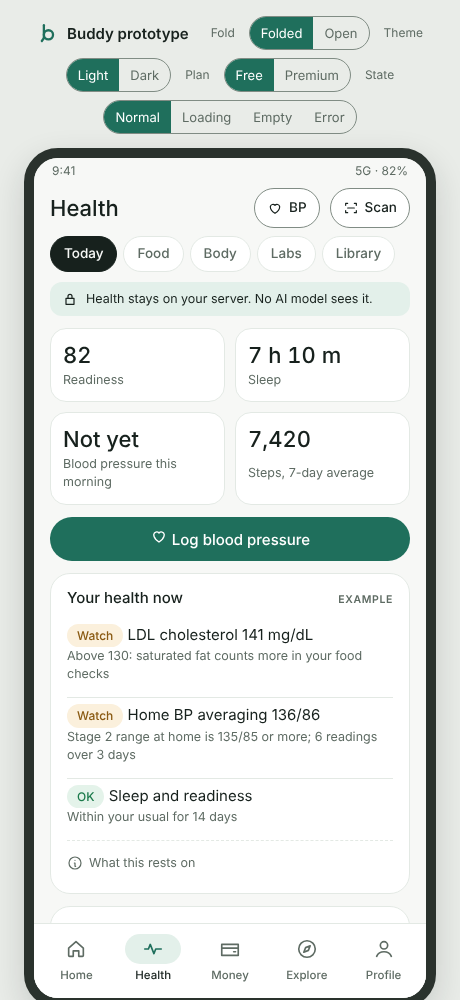 Buddy prototype Fold Folded Open Theme
Light Dark Plan Free Premium State
Normal Loading Empty Error
9:41 5G · 82%
Health BP Scan
Today Food Body Labs Library
Health stays on your server. No AI model sees it.
82 7 h 10 m
Readiness Sleep
Not yet 7,420
Blood pressure this morning Steps, 7-day average
Log blood pressure
Your health now EXAMPLE
Watch LDL cholesterol 141 mg/dL
Above 130: saturated fat counts more in your food
checks
Watch Home BP averaging 136/86
Stage 2 range at home is 135/85 or more; 6 readings
over 3 days
OK Sleep and readiness
Within your usual for 14 days
What this rests on
Home Health Money Explore Profile